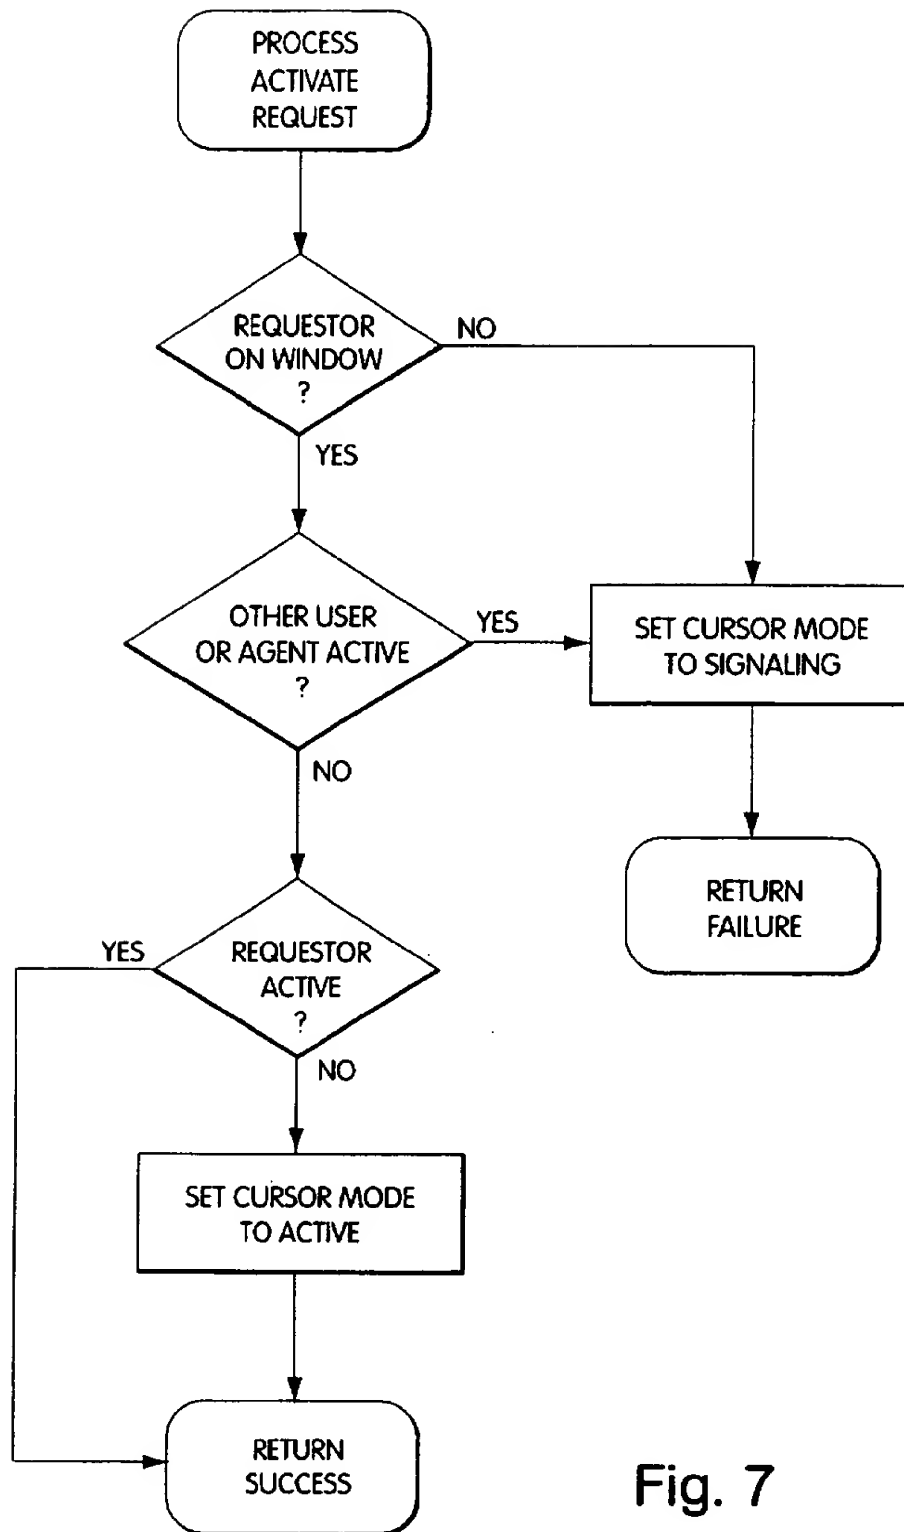 PROCESS
ACTIVATE
REQUEST
REQUESTOR
ON WINDOW
?
NO
YES
OTHER USER
OR AGENT ACTIVE
?
YES
NO
SET CURSOR MODE
TO SIGNALING
RETURN
FAILURE
YES
REQUESTOR
ACTIVE
?
NO
SET CURSOR MODE
TO ACTIVE
RETURN
SUCCESS
Fig. 7